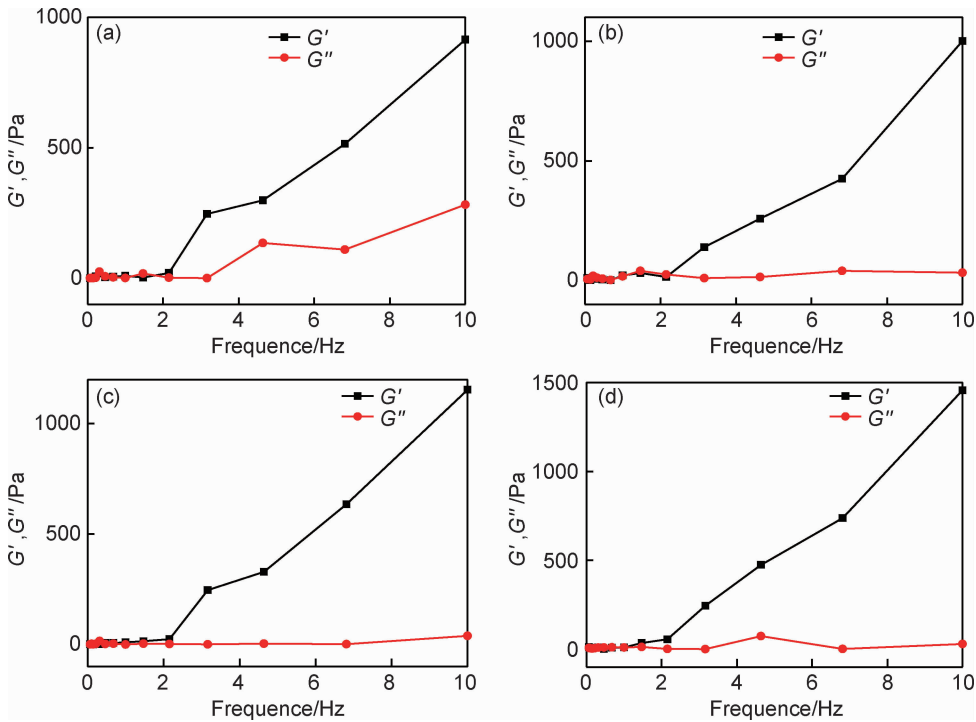 (a)
G′
G″
1000
500
0
G′ ,G″ /Pa
0 2 4 6 8 10
Frequence/Hz
(b)
G′
G″
1000
500
0
G′ ,G″ /Pa
0 2 4 6 8 10
Frequence/Hz
(c)
G′
G″
1000
500
0
G′ ,G″ /Pa
0 2 4 6 8 10
Frequence/Hz
(d)
G′
G″
1500
1000
500
0
G′ ,G″ /Pa
0 2 4 6 8 10
Frequence/Hz